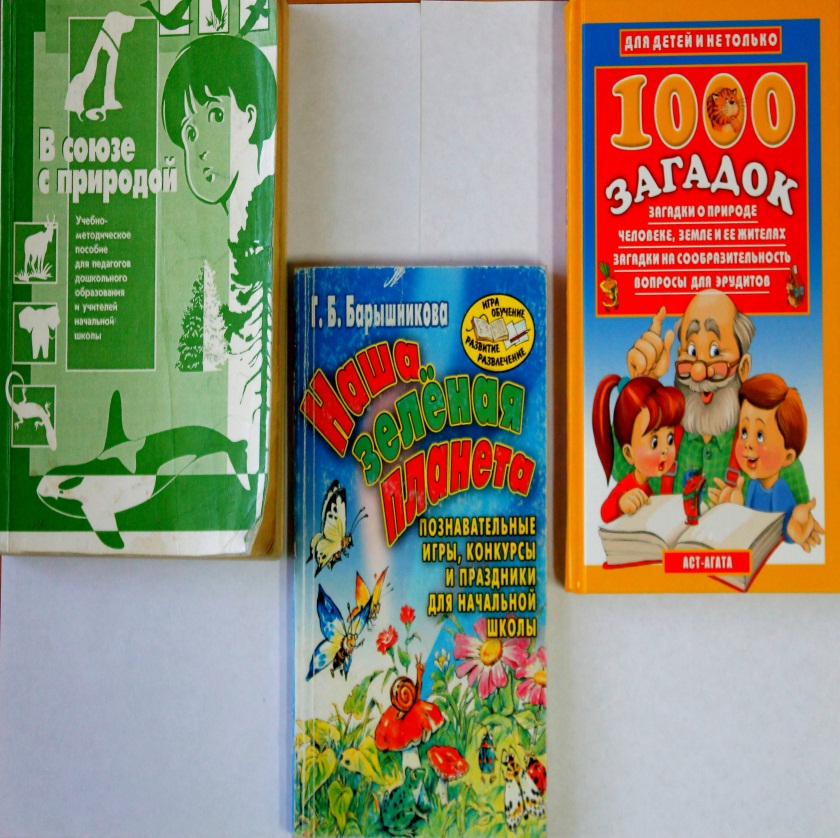 В союзе
с природой
Учебно-
методическое
пособие
для педагогов
дошкольного
образования
и учителей
начальной
школы
Г. Б. Барышникова
ИГРА
ОБУЧЕНИЕ
РАЗВИТИЕ
РАЗВЛЕЧЕНИЕ
Наша
зелёная
планета
ПОЗНАВАТЕЛЬНЫЕ
ИГРЫ, КОНКУРСЫ
И ПРАЗДНИКИ
ДЛЯ НАЧАЛЬНОЙ
ШКОЛЫ
ДЛЯ ДЕТЕЙ И НЕ ТОЛЬКО
1000
ЗАГАДОК
ЗАГАДКИ О ПРИРОДЕ
ЧЕЛОВЕКЕ, ЗЕМЛЕ И ЕЕ ЖИТЕЛЯХ
ЗАГАДКИ НА СООБРАЗИТЕЛЬНОСТЬ
ВОПРОСЫ ДЛЯ ЭРУДИТОВ
АСТ-АГАТА